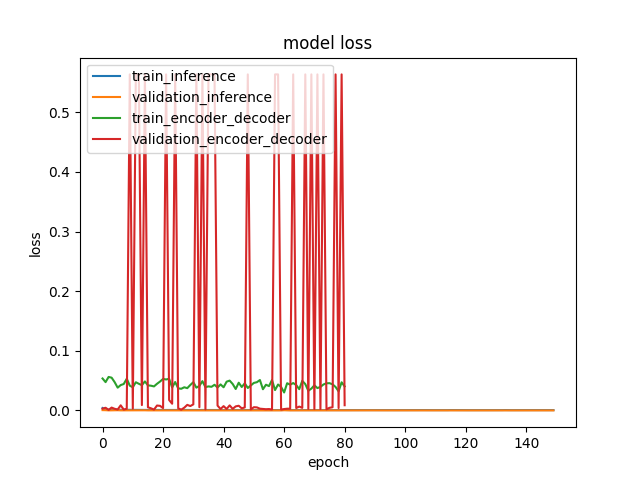 model loss
train_inference
validation_inference
train_encoder_decoder
validation_encoder_decoder
loss
0.5
0.4
0.3
0.2
0.1
0.0
0 20 40 60 80 100 120 140
epoch